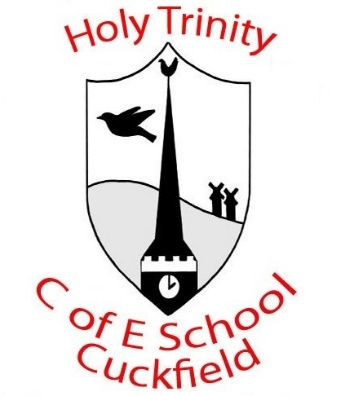 Holy Trinity
C of E School
Cuckfield